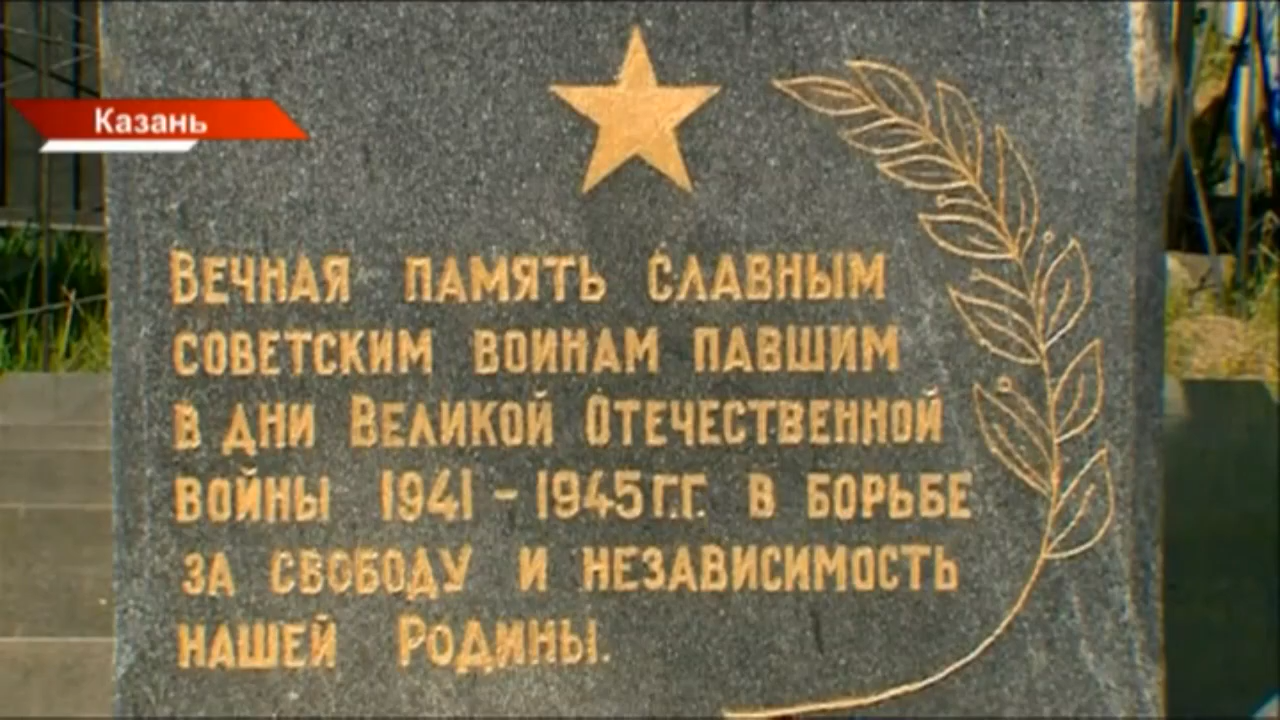 Казань
Вечная память славным
советским воинам павшим
в дни Великой Отечественной
войны 1941 - 1945 г.г. в борьбе
за свободу и независимость
нашей Родины.